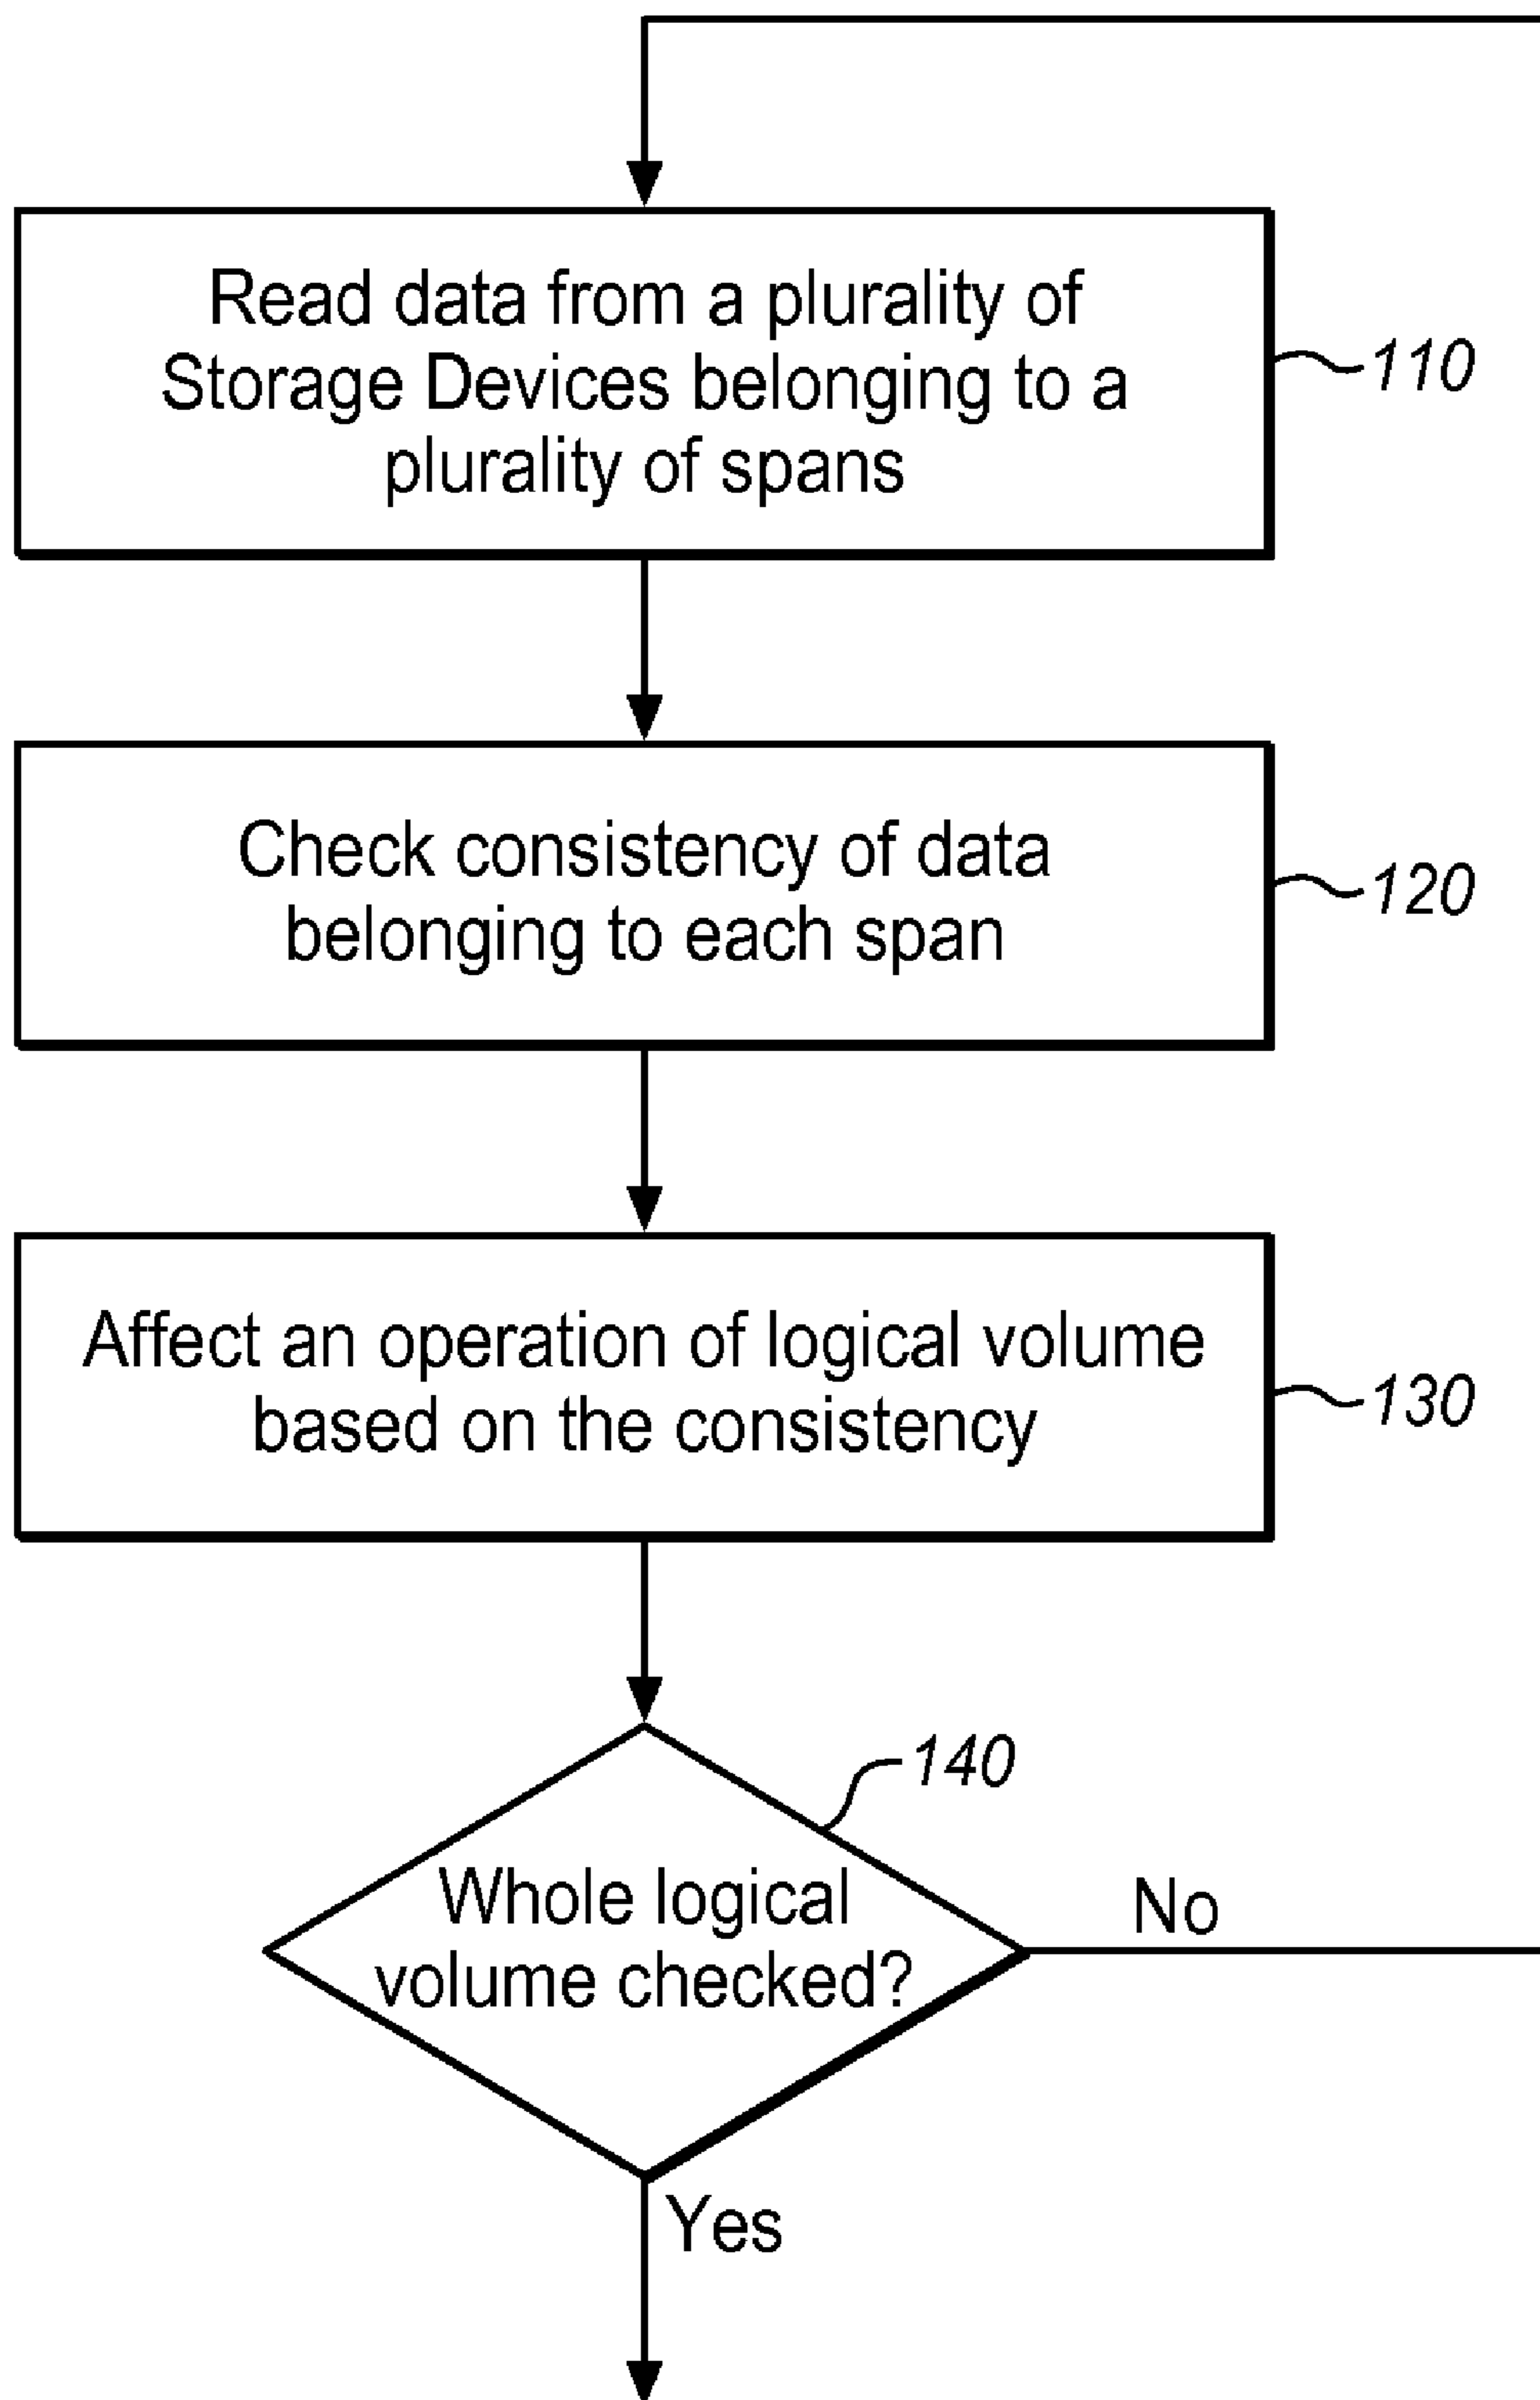 Read data from a plurality of
Storage Devices belonging to a
plurality of spans
110
Check consistency of data
belonging to each span
120
Affect an operation of logical volume
based on the consistency
130
140
Whole logical
volume checked?
No
Yes